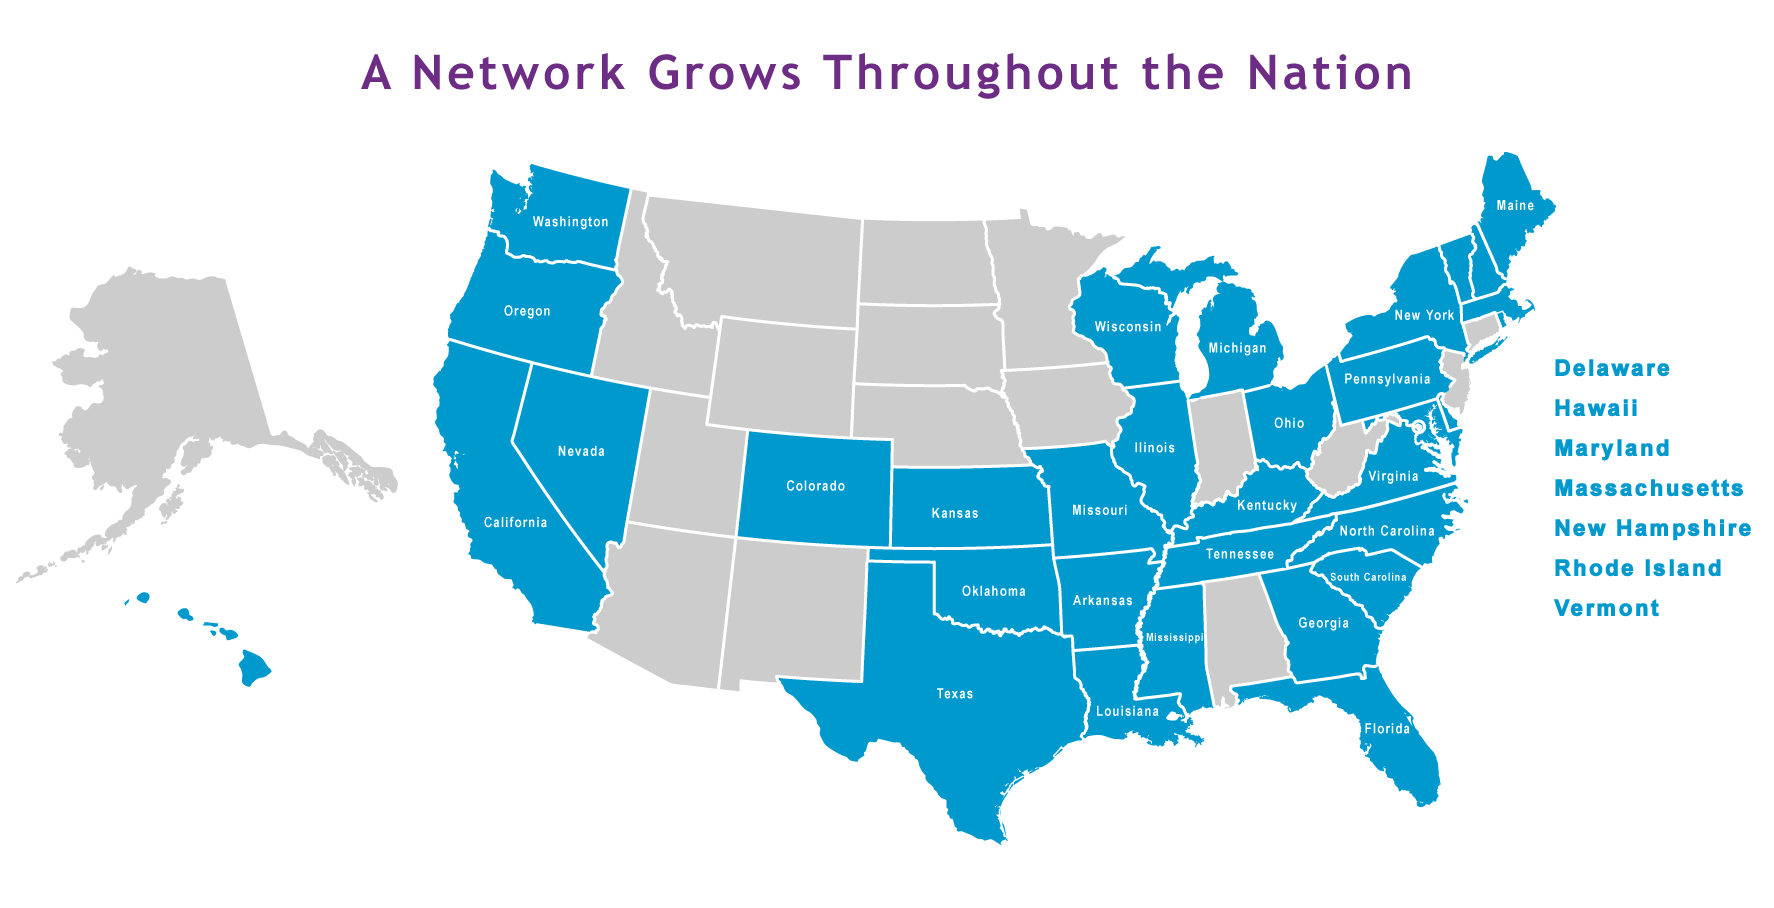 A Network Grows Throughout the Nation
Washington
Maine
Oregon
New York
Wisconsin
Michigan
Delaware
Pennsylvania
Hawaii
Ohio
Nevada
Ilinois
Maryland
Virginia
Colorado
Massachusetts
Kentucky
Missouri
Kansas
California
New Hampshire
North Carolina
Tennessee
Rhode Island
South Carolina
Oklahoma
Arkansas
Vermont
Georgia
Mississippi
Texas
Louisiana
Florida